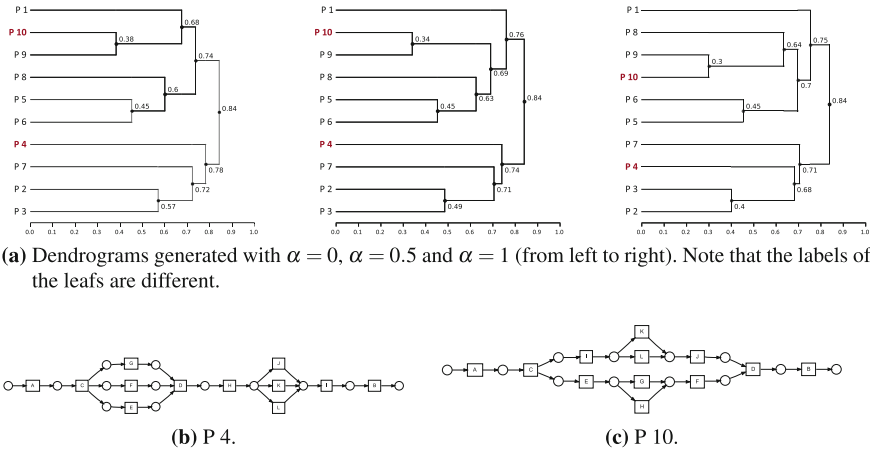 P 1
P 10
P 9
P 8
P 5
P 6
P 4
P 7
P 2
P 3
0.68
0.38
0.74
0.6
0.45
0.84
0.78
0.72
0.57
0.0 0.1 0.2 0.3 0.4 0.5 0.6 0.7 0.8 0.9 1.0
P 1
P 10
P 9
P 8
P 5
P 6
P 4
P 7
P 2
P 3
0.76
0.34
0.69
0.63
0.45
0.84
0.74
0.71
0.49
0.0 0.1 0.2 0.3 0.4 0.5 0.6 0.7 0.8 0.9 1.0
P 1
P 8
P 9
P 10
P 6
P 5
P 7
P 4
P 3
P 2
0.75
0.64
0.3
0.7
0.45
0.84
0.71
0.68
0.4
0.0 0.1 0.2 0.3 0.4 0.5 0.6 0.7 0.8 0.9 1.0
(a) Dendrograms generated with α = 0, α = 0.5 and α = 1 (from left to right). Note that the labels of
the leafs are different.
A C G F E D H J K L I B
(b) P 4.
A C I K L J E G H F D B
(c) P 10.